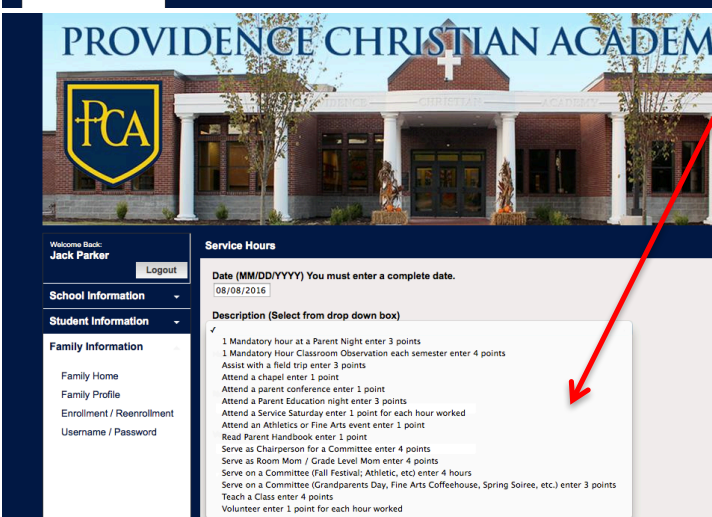 PROVIDENCE CHRISTIAN ACADEM
PROVIDENCE CHRISTIAN ACADEMY
PCA
Welcome Back:
Jack Parker
Logout
School Information
Student Information
Family Information
Family Home
Family Profile
Enrollment / Reenrollment
Username / Password
Service Hours
Date (MM/DD/YYYY) You must enter a complete date.
08/08/2016
Description (Select from drop down box)
✓
1 Mandatory hour at a Parent Night enter 3 points
1 Mandatory Hour Classroom Observation each semester enter 4 points
Assist with a field trip enter 3 points
Attend a chapel enter 1 point
Attend a parent conference enter 1 point
Attend a Parent Education night enter 3 points
Attend a Service Saturday enter 1 point for each hour worked
Attend an Athletics or Fine Arts event enter 1 point
Read Parent Handbook enter 1 point
Serve as Chairperson for a Committee enter 4 points
Serve as Room Mom / Grade Level Mom enter 4 points
Serve on a Committee (Fall Festival; Athletic, etc) enter 4 hours
Serve on a Committee (Grandparents Day, Fine Arts Coffeehouse, Spring Soiree, etc.) enter 3 points
Teach a Class enter 4 points
Volunteer enter 1 point for each hour worked